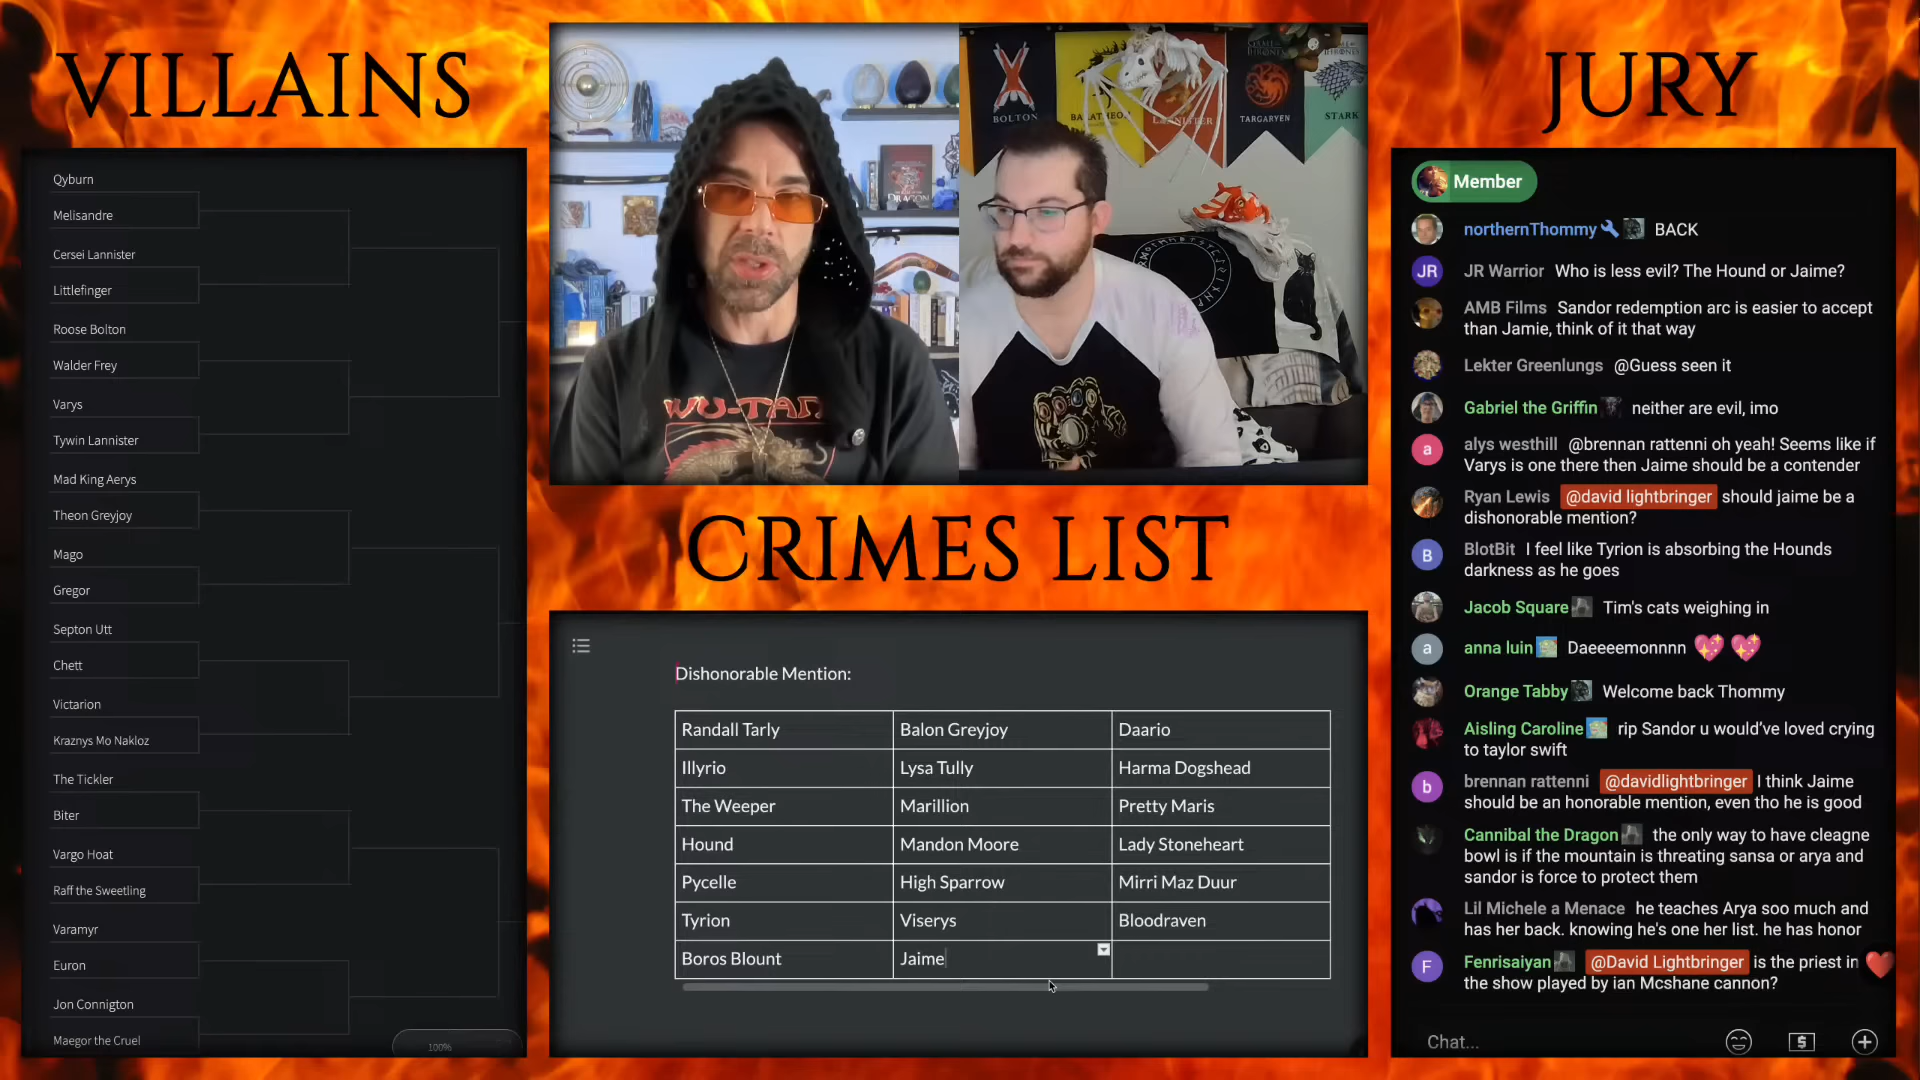 VILLAINS
Qyburn
Melisandre
Cersei Lannister
Littlefinger
Roose Bolton
Walder Frey
Varys
Tywin Lannister
Mad King Aerys
Theon Greyjoy
Mago
Gregor
Septon Utt
Chett
Victarion
Kraznys Mo Nakloz
The Tickler
Biter
Vargo Hoat
Raff the Sweetling
Varamyr
Euron
Jon Connigton
Maegor the Cruel
100%
DRAGON
WU-TAN
BOLTON
BARATHEON
LANNISTER
TARGARYEN
STARK
CRIMES LIST
Dishonorable Mention:
Randall Tarly Balon Greyjoy Daario
Illyrio Lysa Tully Harma Dogshead
The Weeper Marillion Pretty Maris
Hound Mandon Moore Lady Stoneheart
Pycelle High Sparrow Mirri Maz Duur
Tyrion Viserys Bloodraven
Boros Blount Jaime
JURY
Member
northernThommy BACK
JR JR Warrior Who is less evil? The Hound or Jaime?
AMB Films Sandor redemption arc is easier to accept
than Jamie, think of it that way
Lekter Greenlungs @Guess seen it
Gabriel the Griffin neither are evil, imo
a alys westhill @brennan rattenni oh yeah! Seems like if
Varys is one there then Jaime should be a contender
Ryan Lewis @david lightbringer should jaime be a
dishonorable mention?
B BlotBit I feel like Tyrion is absorbing the Hounds
darkness as he goes
Jacob Square Tim's cats weighing in
a anna luin Daeeeemonnnn
Orange Tabby Welcome back Thommy
Aisling Caroline rip Sandor u would've loved crying
to taylor swift
b brennan rattenni @davidlightbringer I think Jaime
should be an honorable mention, even tho he is good
Cannibal the Dragon the only way to have cleagne
bowl is if the mountain is threating sansa or arya and
sandor is force to protect them
Lil Michele a Menace he teaches Arya soo much and
has her back. knowing he's one her list. he has honor
F Fenrisaiyan @David Lightbringer is the priest in
the show played by ian Mcshane cannon?
Chat...